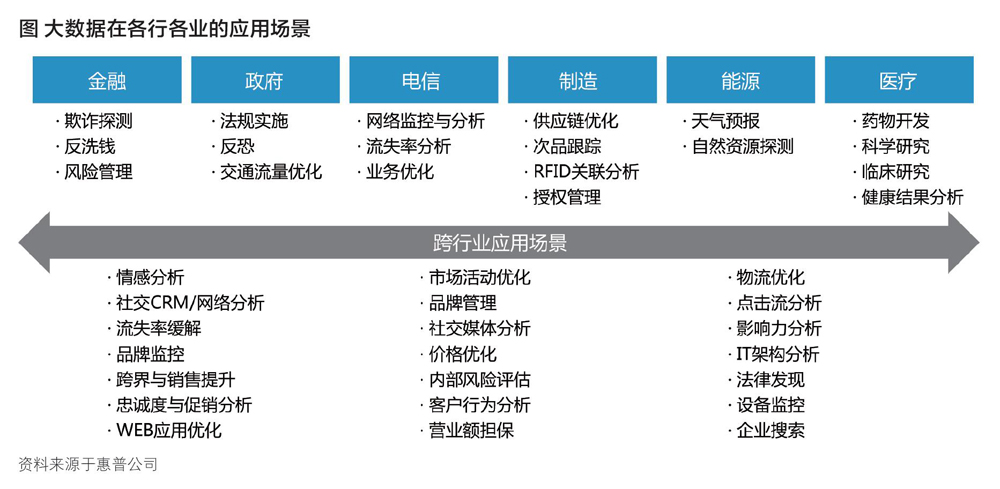 图 大数据在各行各业的应用场景
金融
政府
电信
制造
能源
医疗
· 欺诈探测
· 反洗钱
· 风险管理
· 法规实施
· 反恐
· 交通流量优化
· 网络监控与分析
· 流失率分析
· 业务优化
· 供应链优化
· 次品跟踪
· RFID关联分析
· 授权管理
· 天气预报
· 自然资源探测
· 药物开发
· 科学研究
· 临床研究
· 健康结果分析
跨行业应用场景
· 情感分析
· 社交CRM/网络分析
· 流失率缓解
· 品牌监控
· 跨界与销售提升
· 忠诚度与促销分析
· WEB应用优化
· 市场活动优化
· 品牌管理
· 社交媒体分析
· 价格优化
· 内部风险评估
· 客户行为分析
· 营业额担保
· 物流优化
· 点击流分析
· 影响力分析
· IT架构分析
· 法律发现
· 设备监控
· 企业搜索
资料来源于惠普公司